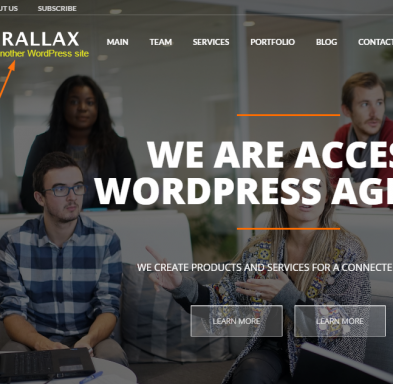 UT US SUBSCRIBE
RALLAX
nother WordPress site
MAIN TEAM SERVICES PORTFOLIO BLOG CONTACT
WE ARE ACCES
WORDPRESS AG
WE CREATE PRODUCTS AND SERVICES FOR A CONNECTE
LEARN MORE LEARN MORE